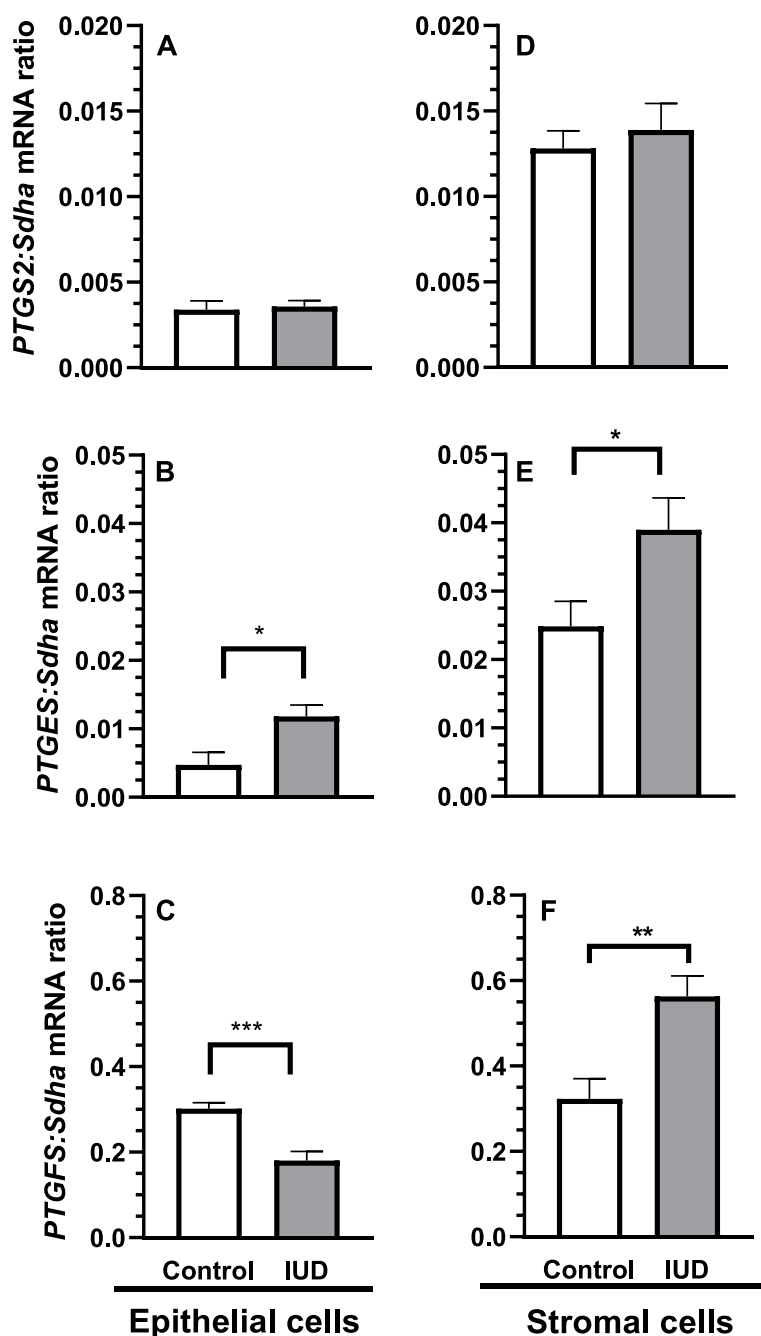 A
PTGS2:Sdha mRNA ratio
0.020
0.015
0.010
0.005
0.000
D
0.020
0.015
0.010
0.005
0.000
B
PTGES:Sdha mRNA ratio
0.05
0.04
0.03
0.02
0.01
0.00
*
E
0.05
0.04
0.03
0.02
0.01
0.00
*
C
PTGFS:Sdha mRNA ratio
0.8
0.6
0.4
0.2
0.0
***
Control IUD
Epithelial cells
F
0.8
0.6
0.4
0.2
0.0
**
Control IUD
Stromal cells